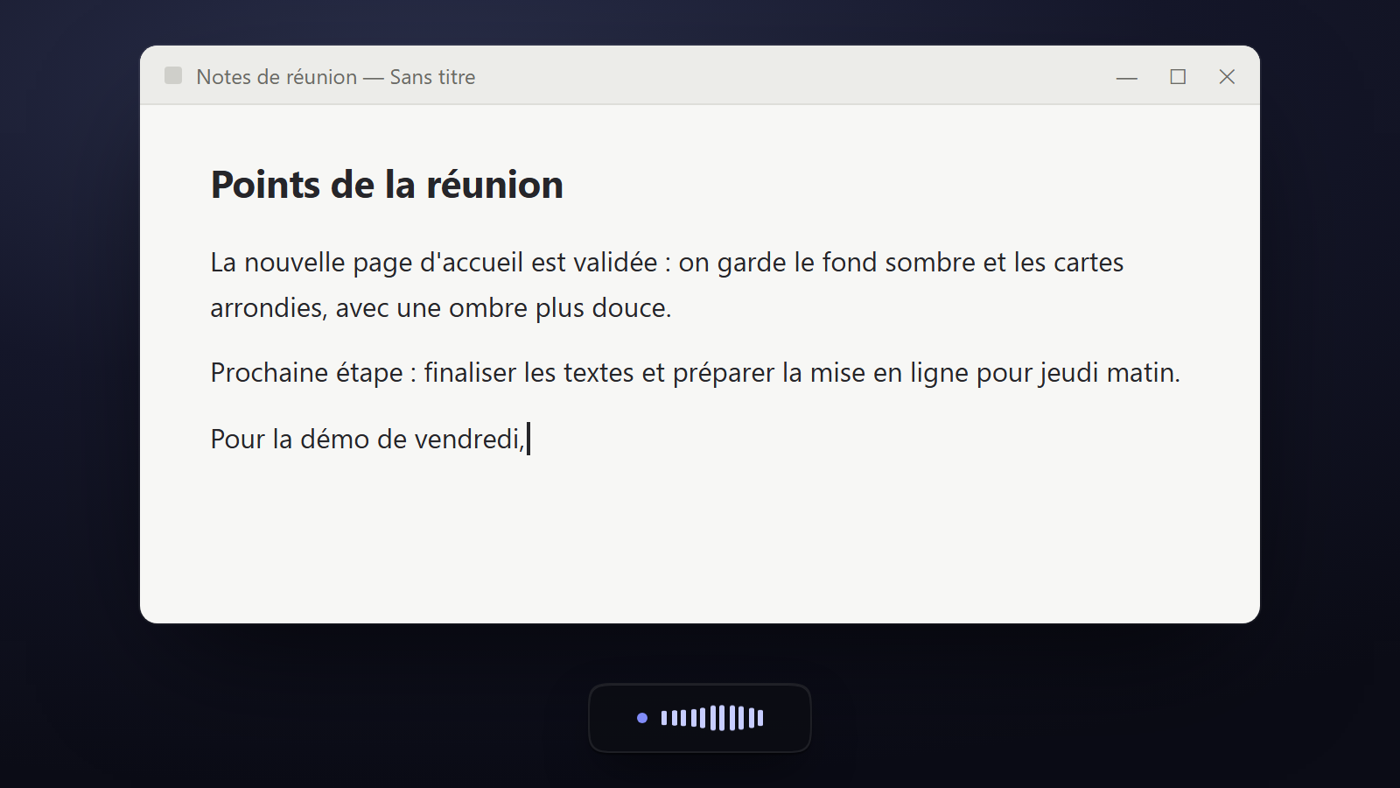 Notes de réunion — Sans titre
Points de la réunion
La nouvelle page d'accueil est validée : on garde le fond sombre et les cartes
arrondies, avec une ombre plus douce.
Prochaine étape : finaliser les textes et préparer la mise en ligne pour jeudi matin.
Pour la démo de vendredi,